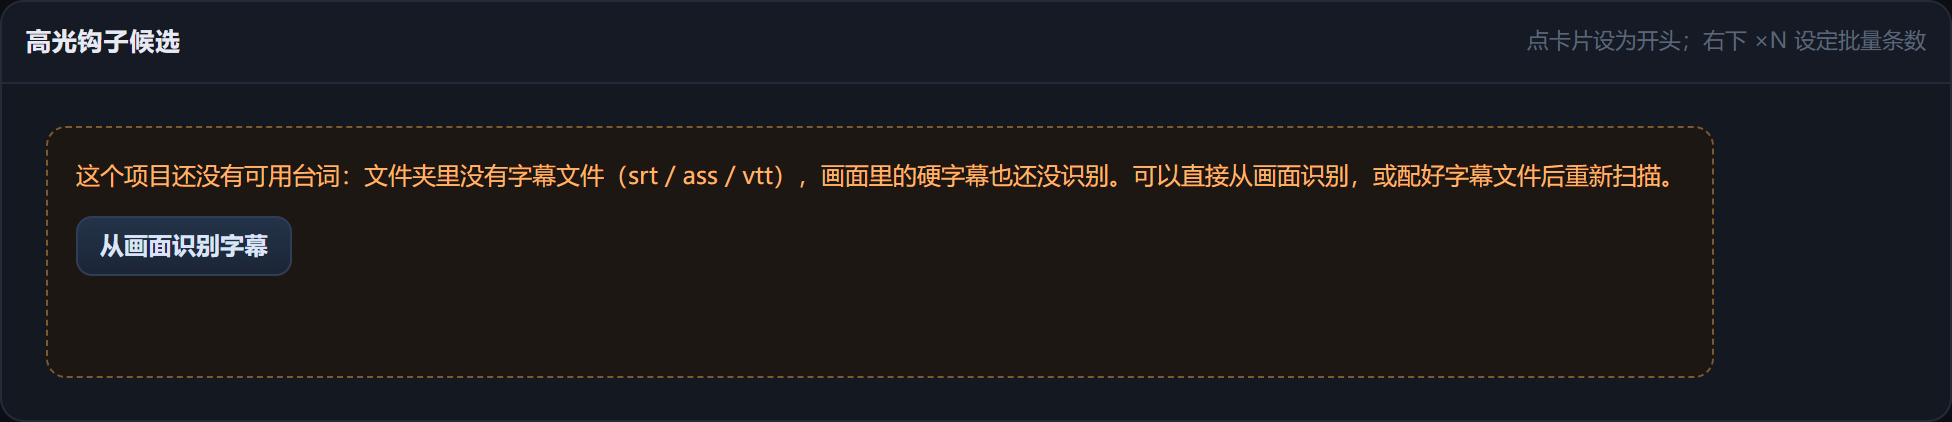 高光钩子候选
点卡片设为开头；右下 ×N 设定批量条数
这个项目还没有可用台词：文件夹里没有字幕文件（srt / ass / vtt），画面里的硬字幕也还没识别。可以直接从画面识别，或配好字幕文件后重新扫描。
从画面识别字幕